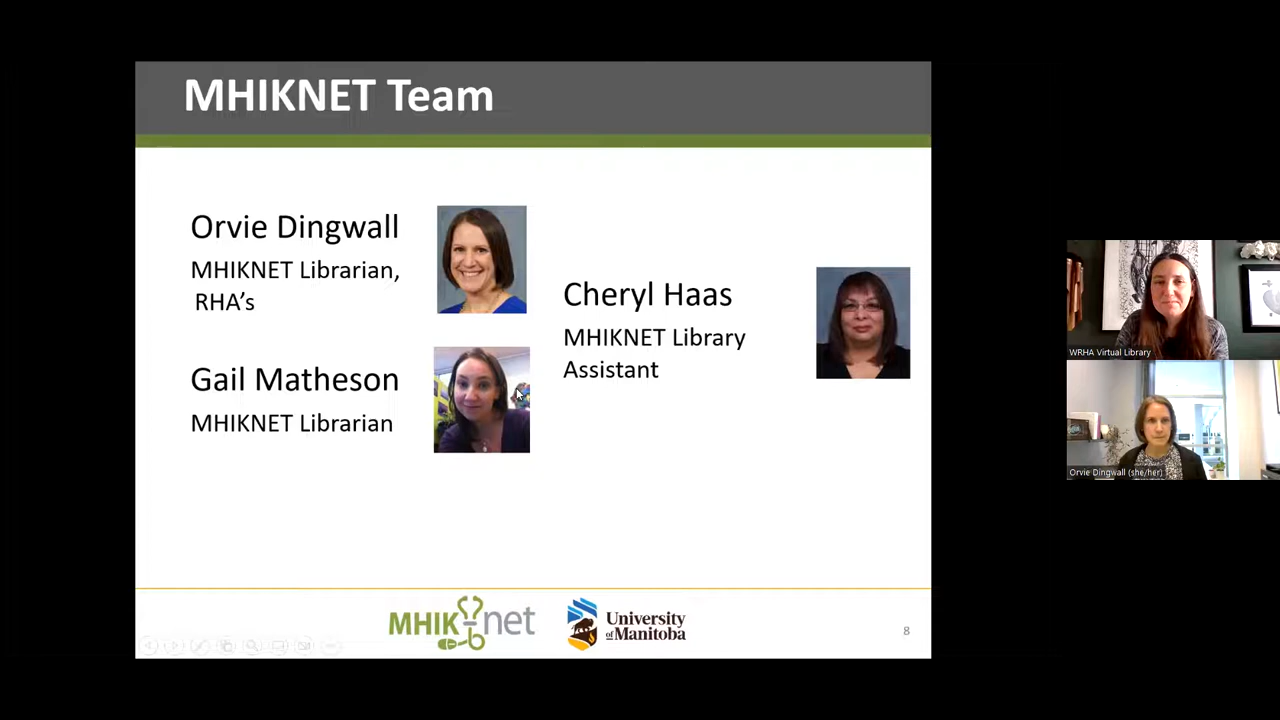 MHIKNET Team
Orvie Dingwall
MHIKNET Librarian,
RHA's
Gail Matheson
MHIKNET Librarian
Cheryl Haas
MHIKNET Library
Assistant
MHIK-net
University
of Manitoba
8
WRHA Virtual Library
Orvie Dingwall (she/her)